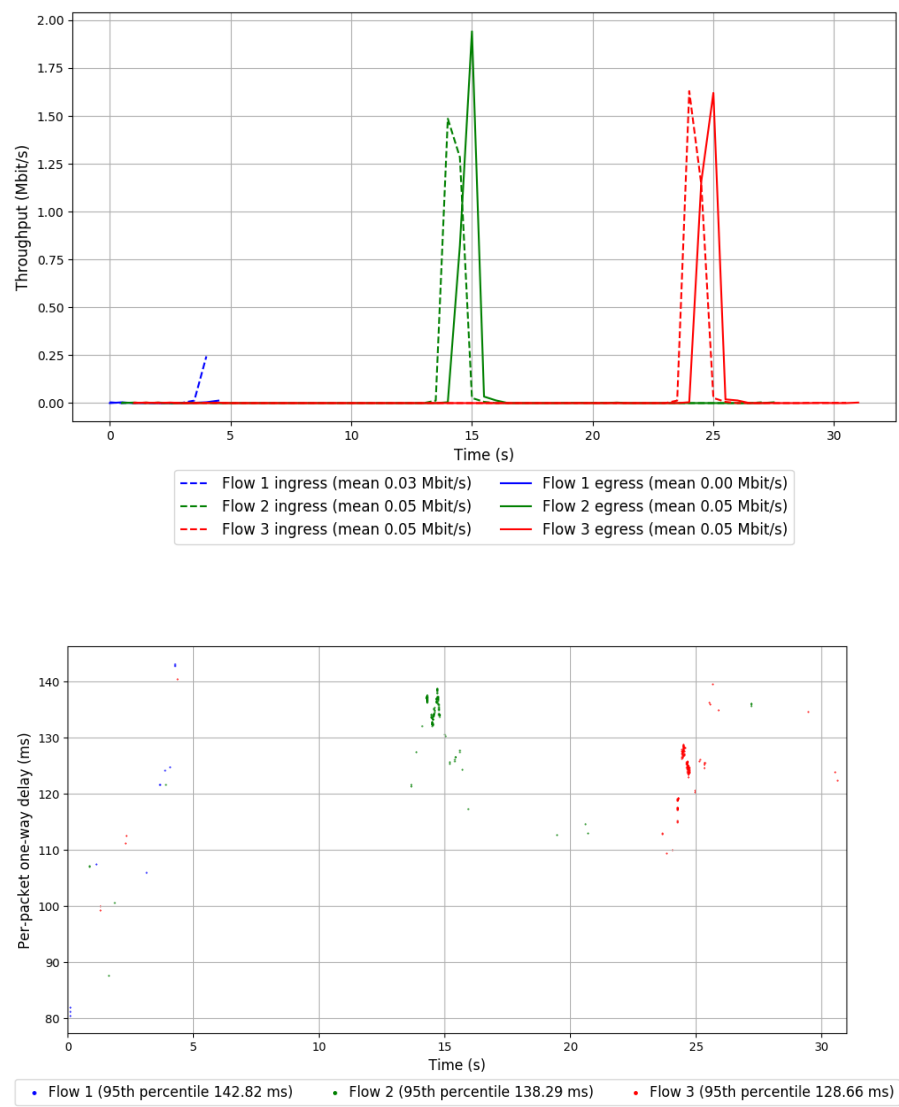 2.00
1.75
1.50
1.25
1.00
0.75
0.50
0.25
0.00
Throughput (Mbit/s)
0 5 10 15 20 25 30
Time (s)
Flow 1 ingress (mean 0.03 Mbit/s) Flow 1 egress (mean 0.00 Mbit/s)
Flow 2 ingress (mean 0.05 Mbit/s) Flow 2 egress (mean 0.05 Mbit/s)
Flow 3 ingress (mean 0.05 Mbit/s) Flow 3 egress (mean 0.05 Mbit/s)
140
130
120
110
100
90
80
Per-packet one-way delay (ms)
0 5 10 15 20 25 30
Time (s)
Flow 1 (95th percentile 142.82 ms) Flow 2 (95th percentile 138.29 ms) Flow 3 (95th percentile 128.66 ms)